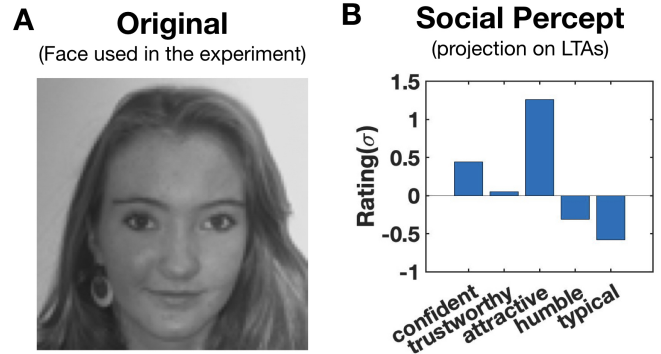 A
Original
(Face used in the experiment)
B
Social Percept
(projection on LTAs)
Rating(σ)
1.5
1
0.5
0
-0.5
-1
confident
trustworthy
attractive
humble
typical